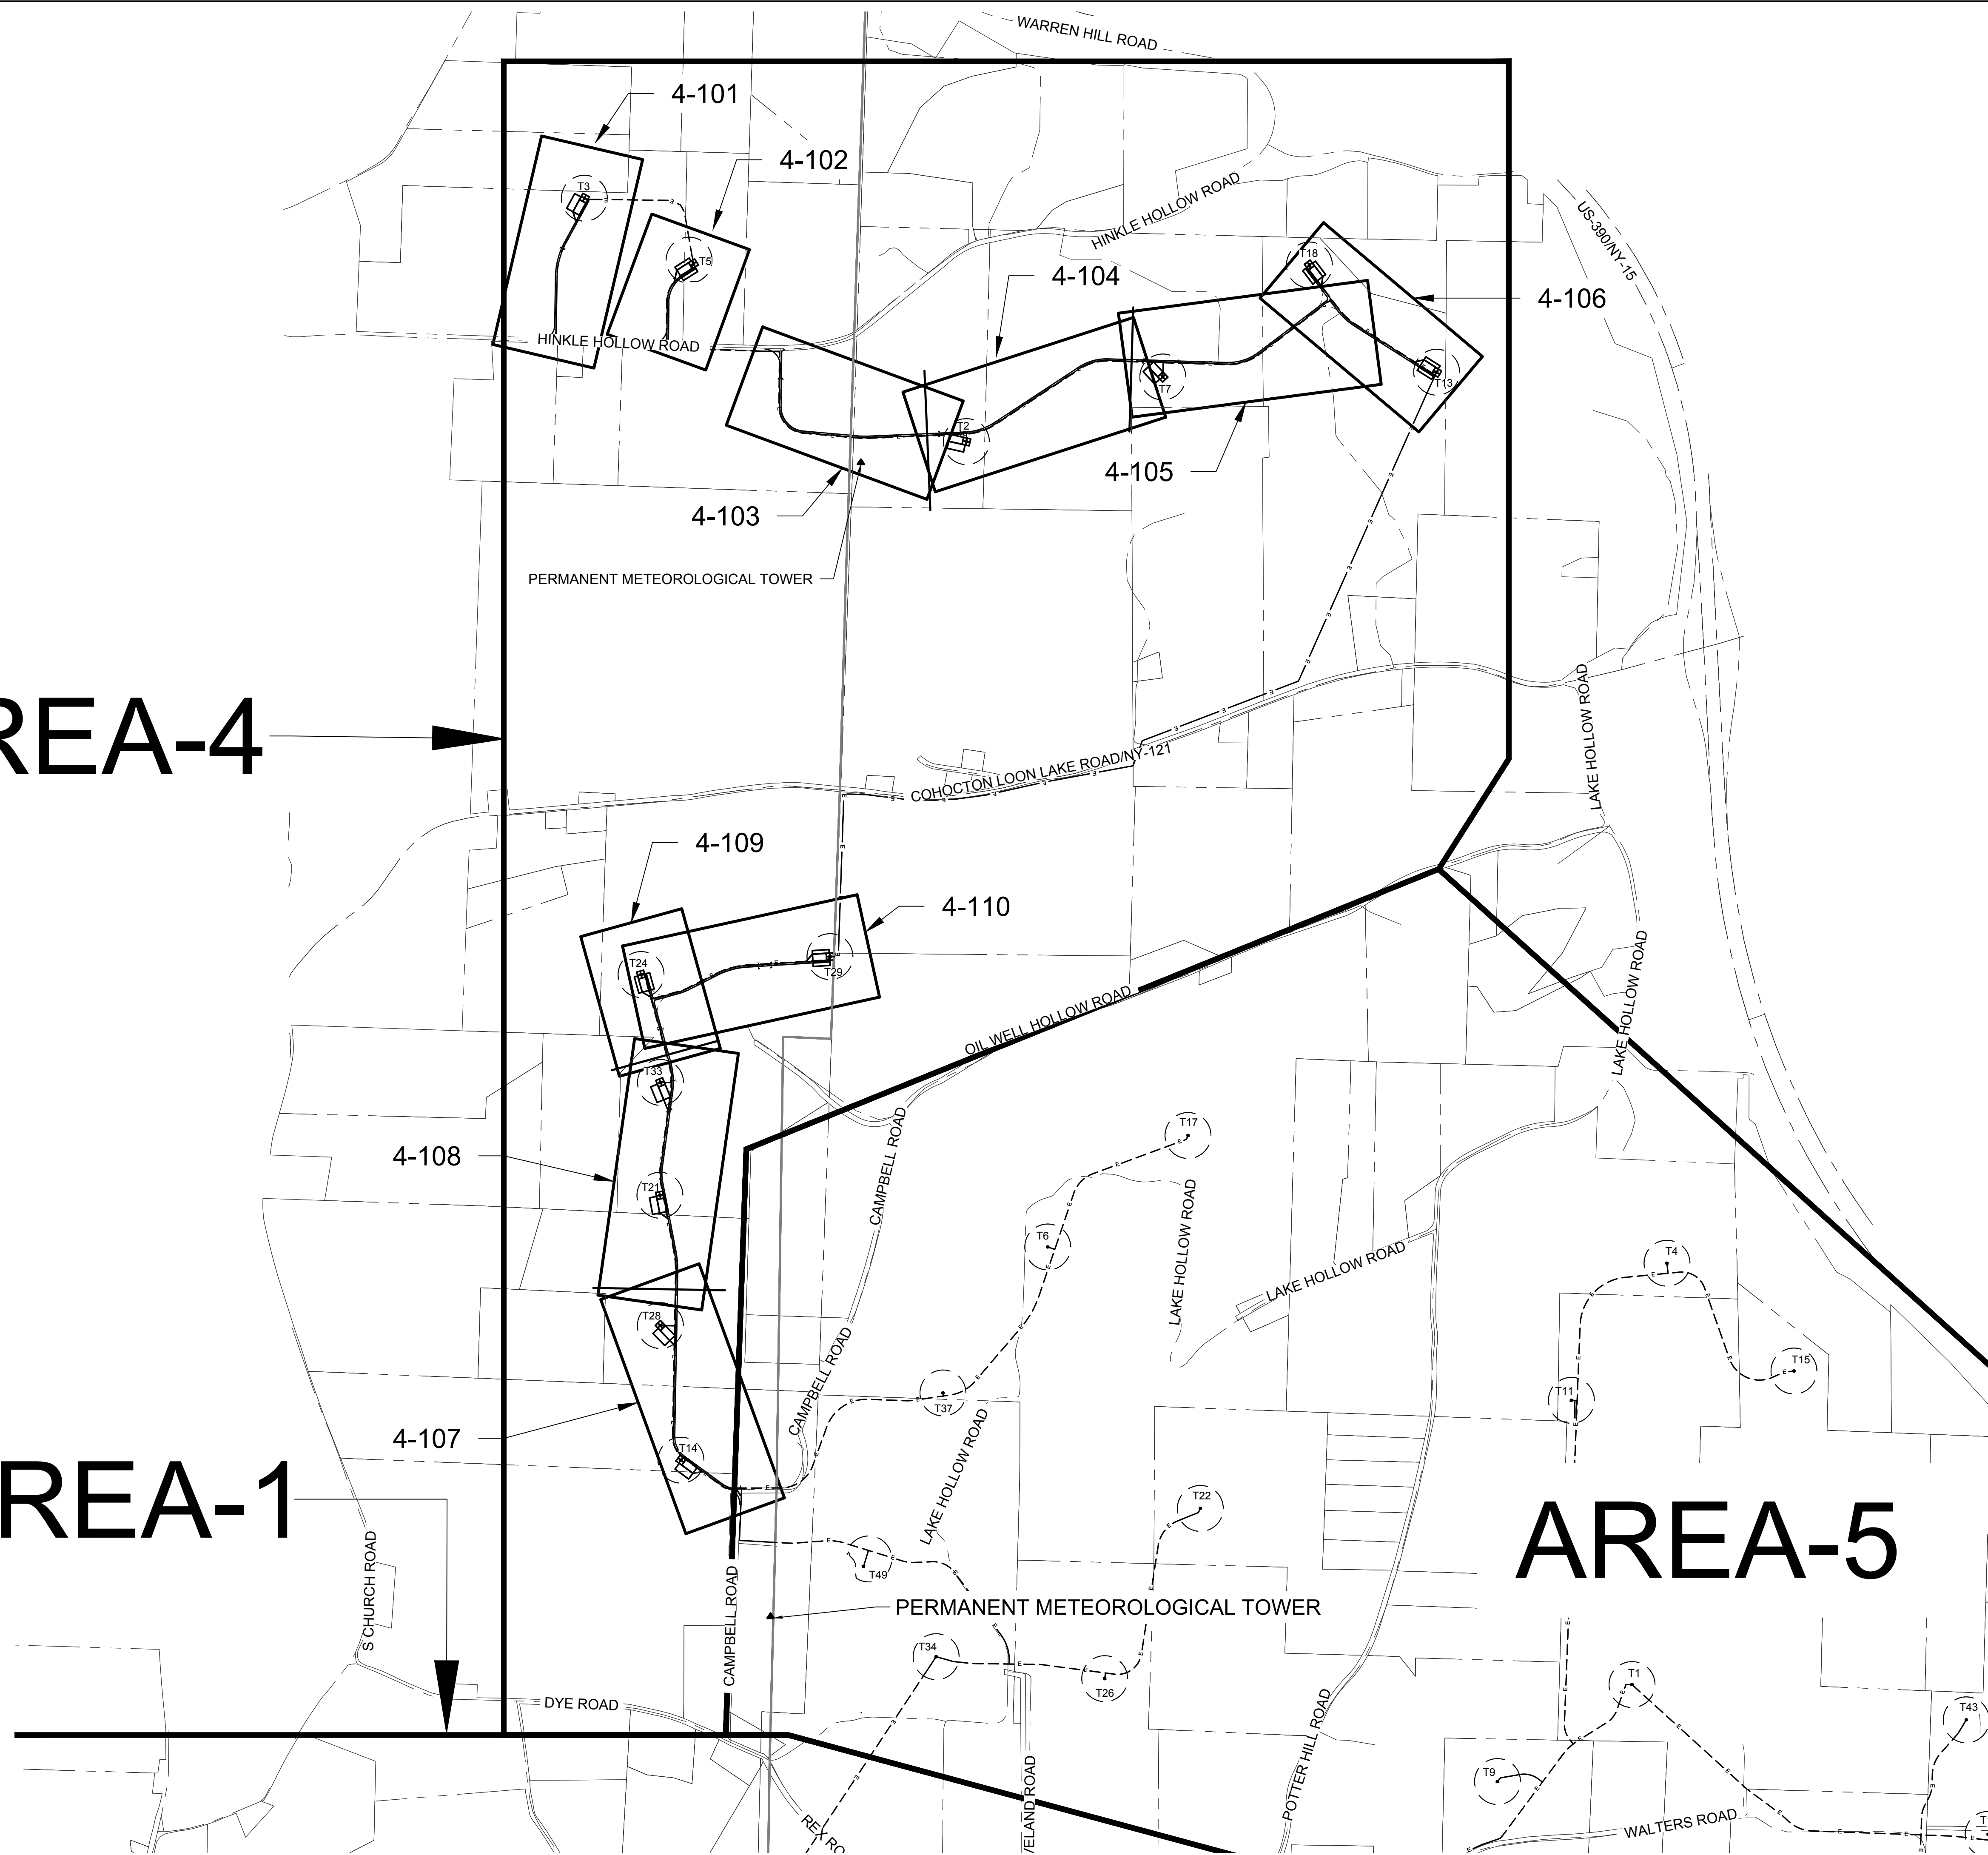 WARREN HILL ROAD
4-101
4-102
T3
T5
HINKLE HOLLOW ROAD
US-390/NY-15
T18
4-104
4-106
HINKLE HOLLOW ROAD
T7
T13
T2
4-105
4-103
PERMANENT METEOROLOGICAL TOWER
REA-4
LAKE HOLLOW ROAD
COHOCTON LOON LAKE ROAD/NY-121
4-109
4-110
T24
T29
LAKE HOLLOW ROAD
OIL WELL HOLLOW ROAD
T33
CAMPBELL ROAD
T17
4-108
T21
LAKE HOLLOW ROAD
T6
LAKE HOLLOW ROAD
T4
T28
CAMPBELL ROAD
T15
T11
T37
4-107
T14
LAKE HOLLOW ROAD
REA-1
T22
AREA-5
S CHURCH ROAD
T49
CAMPBELL ROAD
PERMANENT METEOROLOGICAL TOWER
T34
T26
T1
DYE ROAD
T43
POTTER HILL ROAD
T9
VELAND ROAD
REX RO
WALTERS ROAD
T